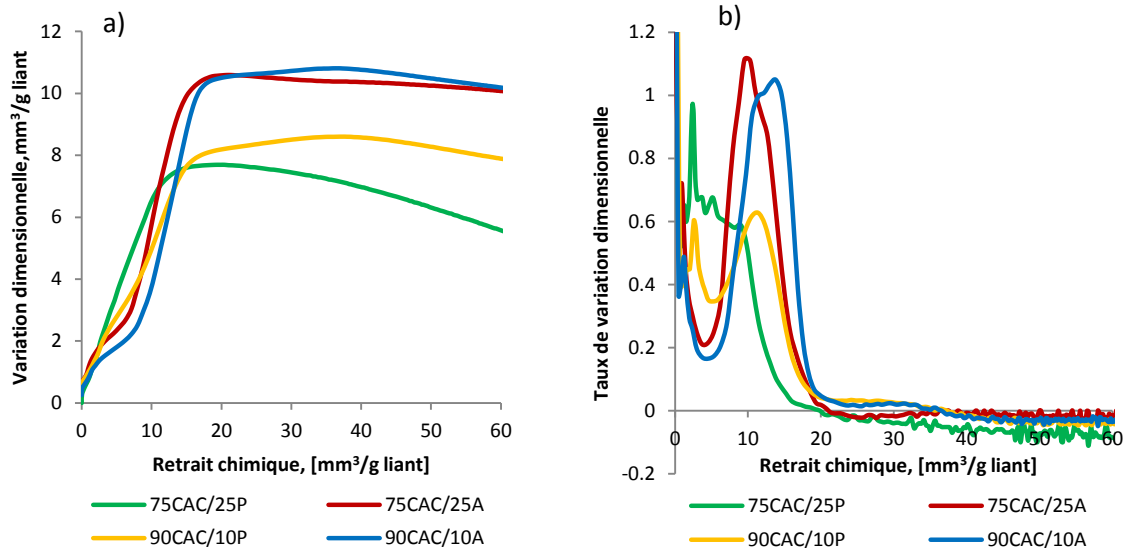 a)
12
10
8
6
4
2
0
Variation dimensionnelle,mm³/g liant
0 10 20 30 40 50 60
Retrait chimique, [mm³/g liant]
75CAC/25P 75CAC/25A
90CAC/10P 90CAC/10A
b)
1.2
1
0.8
0.6
0.4
0.2
0
-0.2
Taux de variation dimensionnelle
0 10 20 30 40 50 60
Retrait chimique, [mm³/g liant]
75CAC/25P 75CAC/25A
90CAC/10P 90CAC/10A